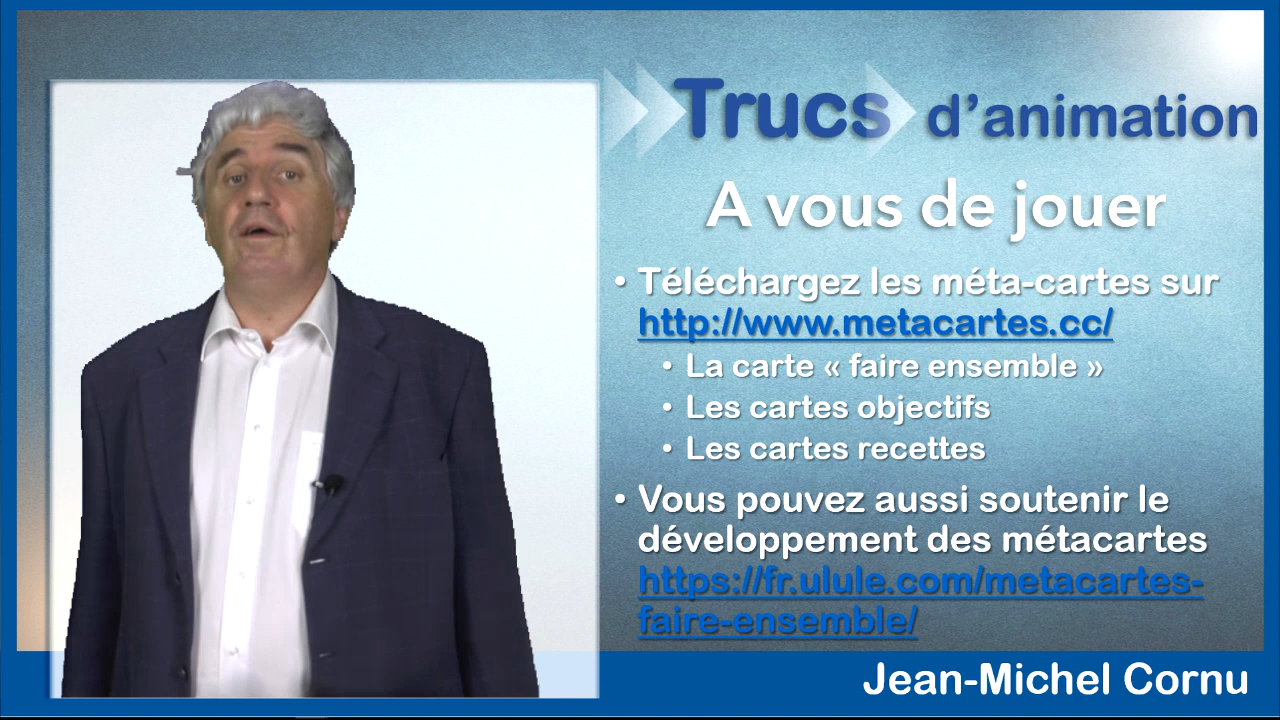 Trucs d’animation
A vous de jouer
• Téléchargez les méta-cartes sur
http://www.metacartes.cc/
• La carte « faire ensemble »
• Les cartes objectifs
• Les cartes recettes
• Vous pouvez aussi soutenir le
développement des métacartes
https://fr.ulule.com/metacartes-
faire-ensemble/
Jean-Michel Cornu